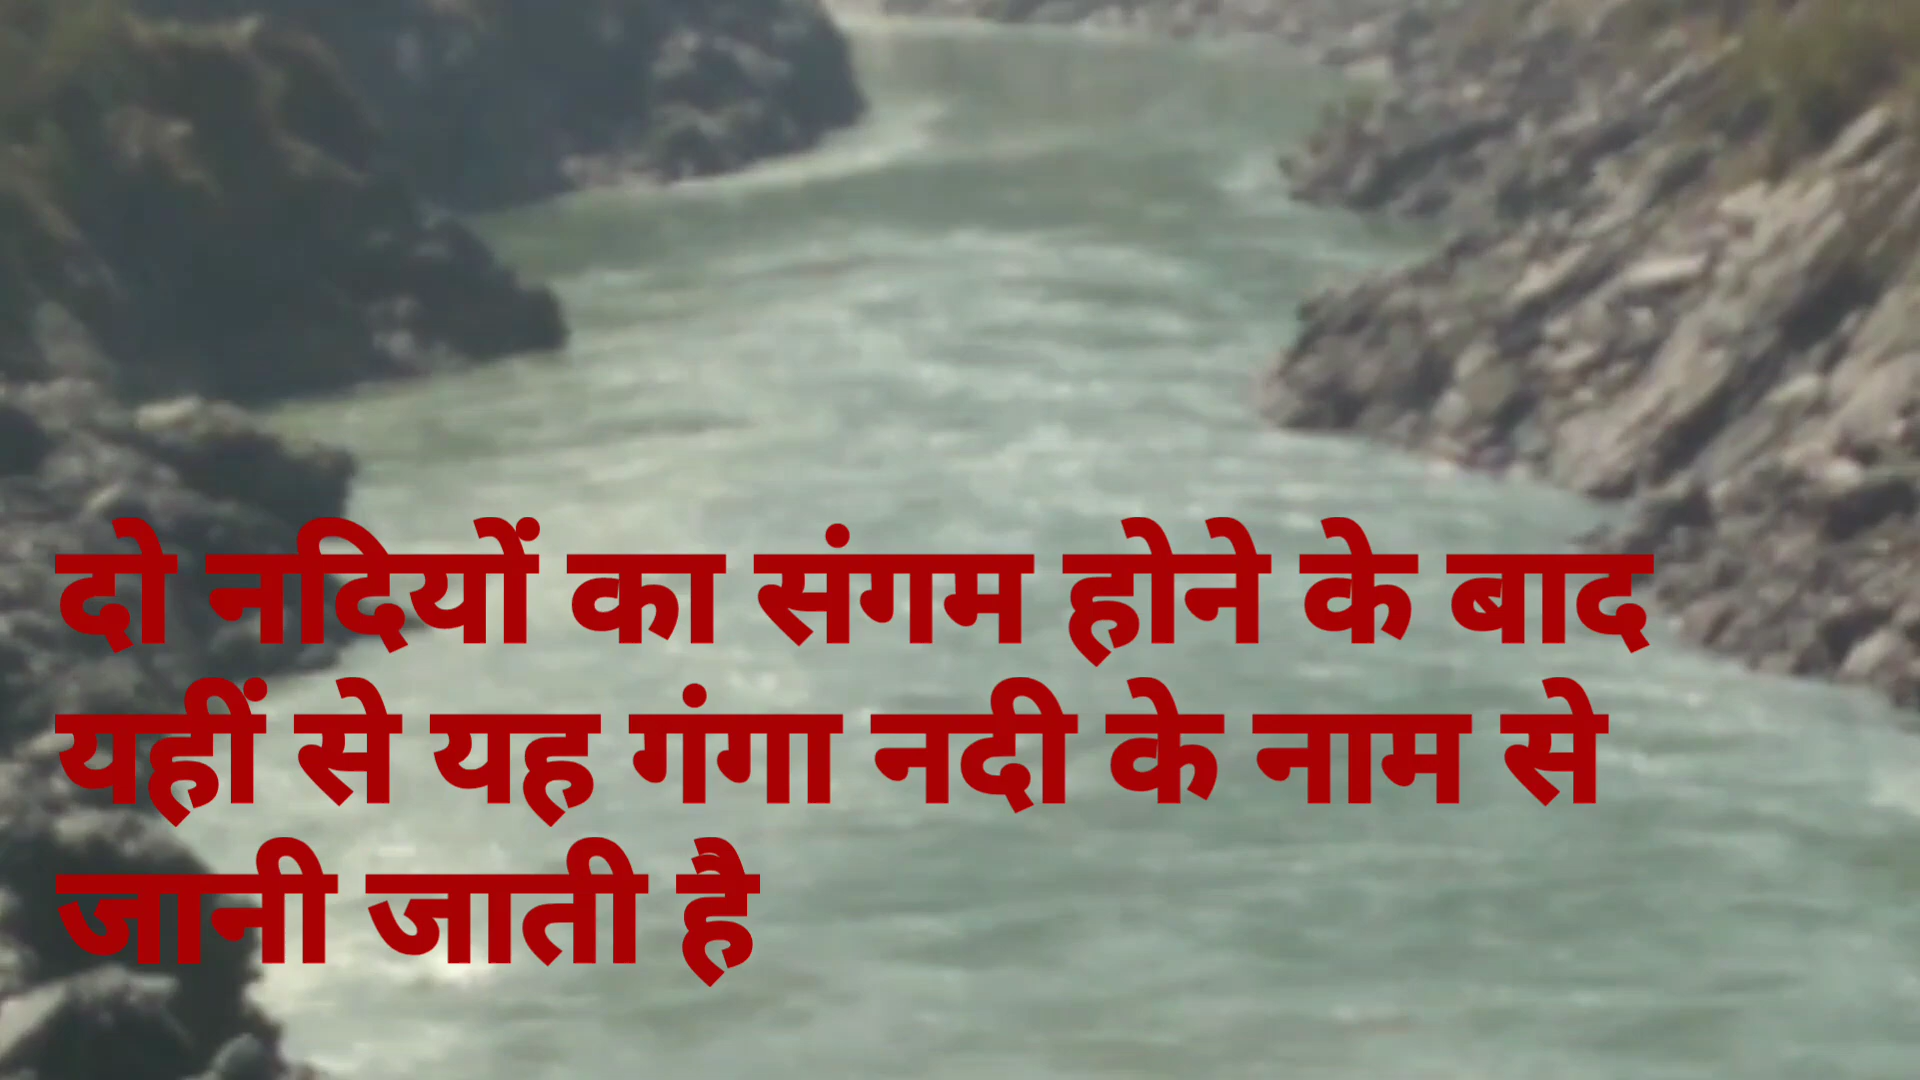 दो नदियों का संगम होने के बाद
यहीं से यह गंगा नदी के नाम से
जानी जाती है